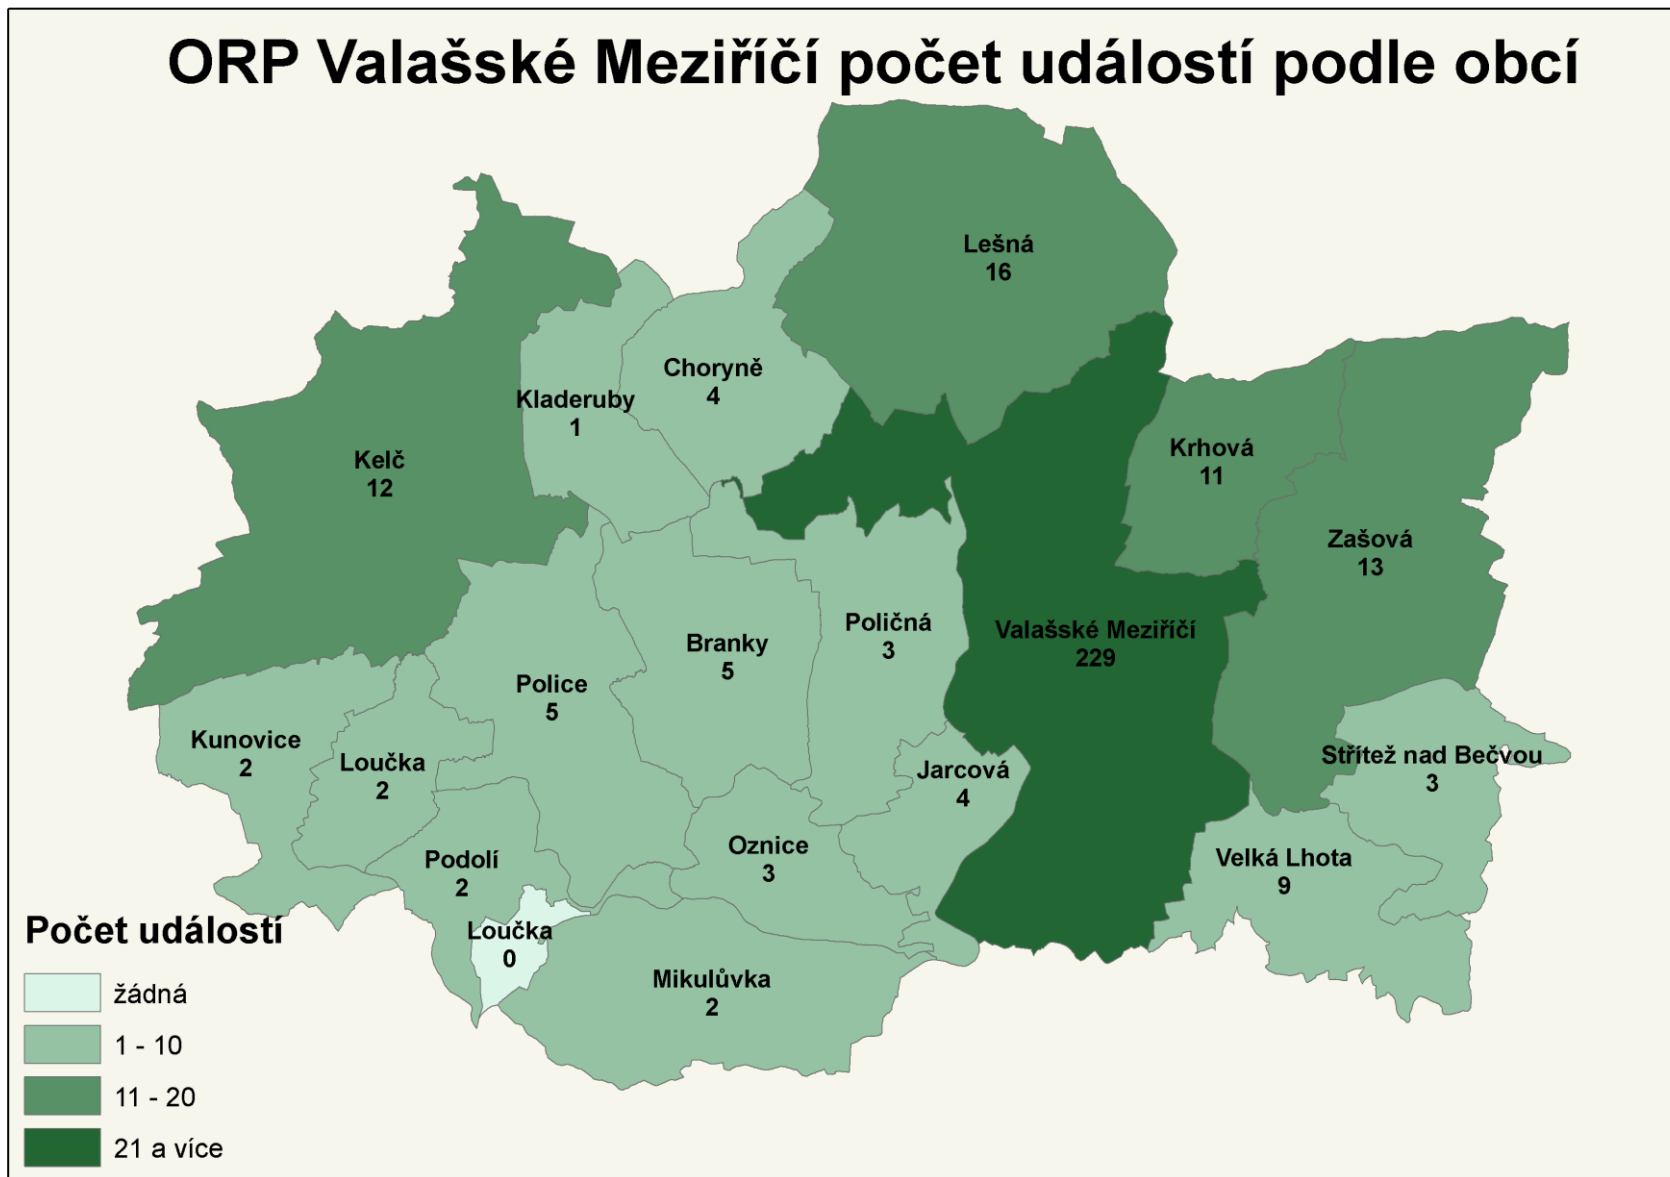 ORP Valašské Meziříčí počet událostí podle obcí
Lešná
16
Choryně
4
Kladeruby
1
Kelč
12
Krhová
11
Zašová
13
Valašské Meziříčí
229
Poličná
3
Branky
5
Police
5
Kunovice
2
Loučka
2
Jarcová
4
Střítež nad Bečvou
3
Oznice
3
Velká Lhota
9
Podolí
2
Loučka
0
Mikulůvka
2
Počet událostí
žádná
1 - 10
11 - 20
21 a více